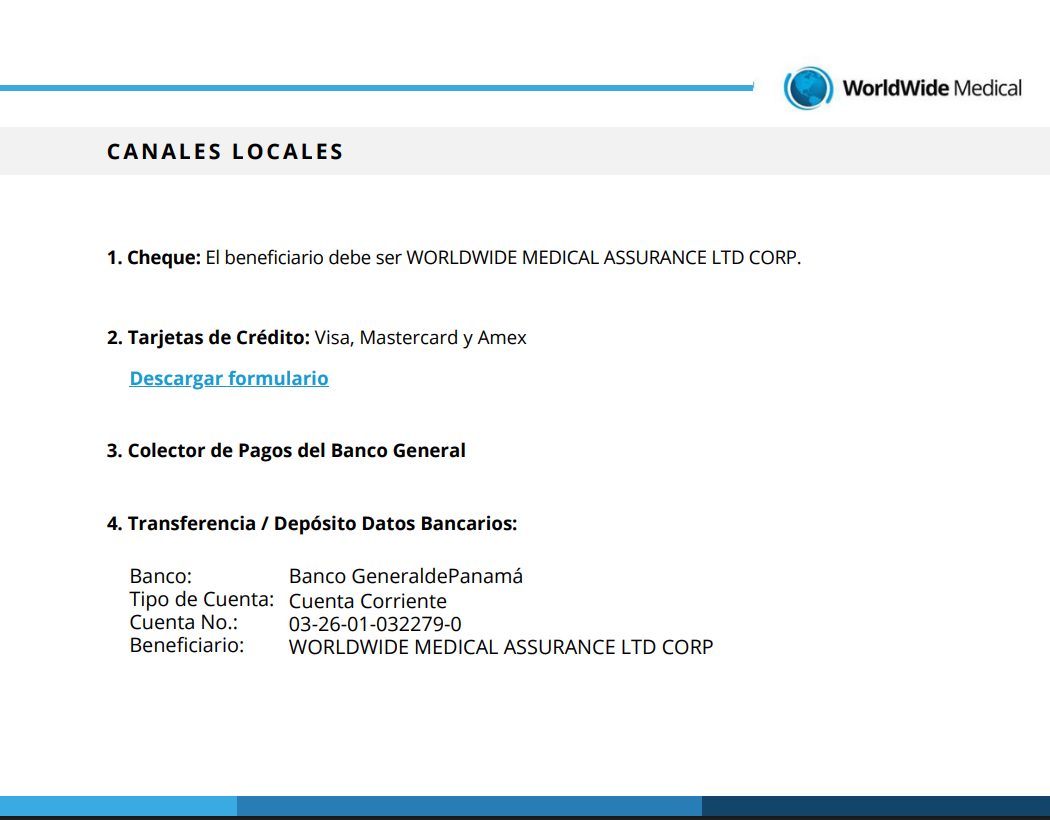 WorldWide Medical
CANALES LOCALES
1. Cheque: El beneficiario debe ser WORLDWIDE MEDICAL ASSURANCE LTD CORP.
2. Tarjetas de Crédito: Visa, Mastercard y Amex
Descargar formulario
3. Colector de Pagos del Banco General
4. Transferencia / Depósito Datos Bancarios:
Banco: Banco GeneraldePanamá
Tipo de Cuenta: Cuenta Corriente
Cuenta No.: 03-26-01-032279-0
Beneficiario: WORLDWIDE MEDICAL ASSURANCE LTD CORP